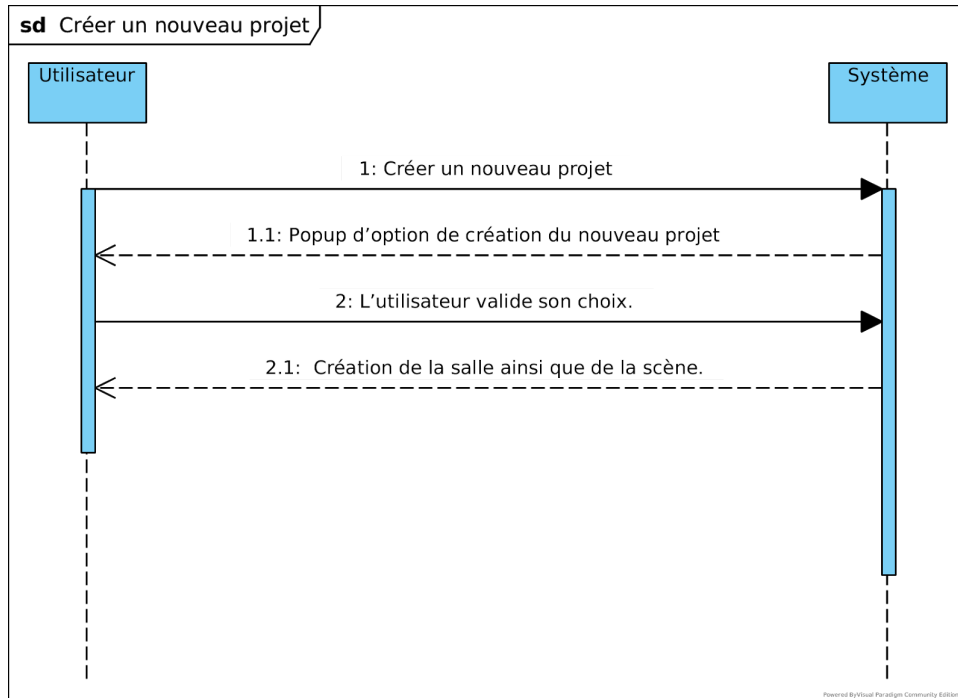 sd Créer un nouveau projet
Utilisateur
Système
1: Créer un nouveau projet
1.1: Popup d’option de création du nouveau projet
2: L’utilisateur valide son choix.
2.1:  Création de la salle ainsi que de la scène.
Powered ByVisual Paradigm Community Edition